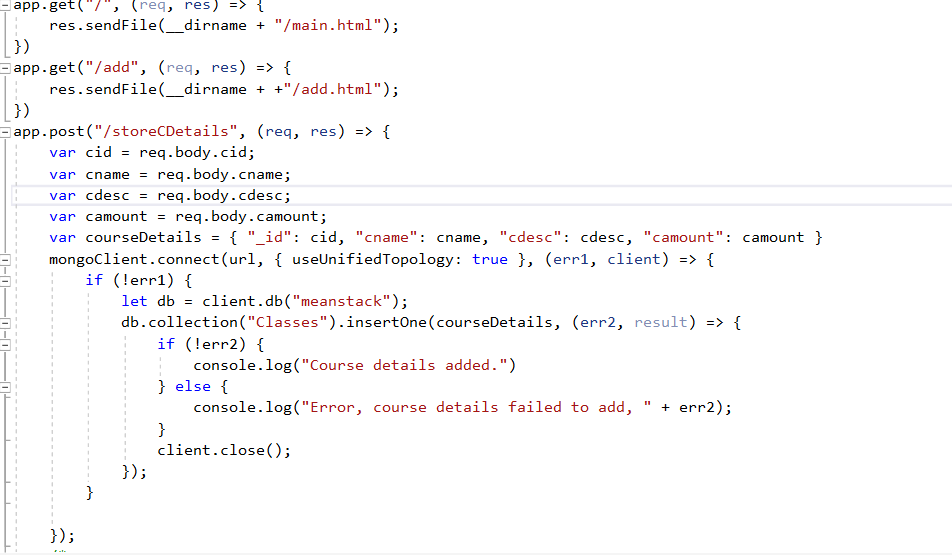 app.get("/", (req, res) => {
    res.sendFile(__dirname + "/main.html");
})
app.get("/add", (req, res) => {
    res.sendFile(__dirname + +"/add.html");
})
app.post("/storeCDetails", (req, res) => {
    var cid = req.body.cid;
    var cname = req.body.cname;
    var cdesc = req.body.cdesc;
    var camount = req.body.camount;
    var courseDetails = { "_id": cid, "cname": cname, "cdesc": cdesc, "camount": camount }
    mongoClient.connect(url, { useUnifiedTopology: true }, (err1, client) => {
        if (!err1) {
            let db = client.db("meanstack");
            db.collection("Classes").insertOne(courseDetails, (err2, result) => {
                if (!err2) {
                    console.log("Course details added.")
                } else {
                    console.log("Error, course details failed to add, " + err2);
                }
                client.close();
            });
        }
    });